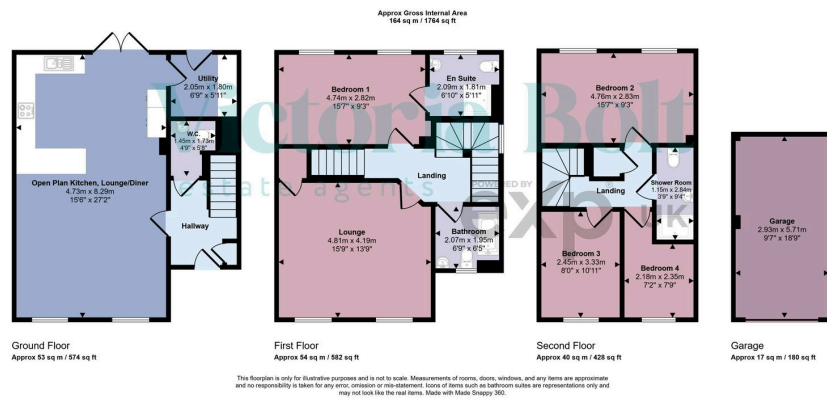 Approx Gross Internal Area
164 sq m / 1764 sq ft
Victoria Bolt
estate agents
POWERED BY
exp
UK
Utility
2.05m x 1.80m
6'9" x 5'11"
W.C.
1.45m x 1.73m
4'9" x 5'8"
Open Plan Kitchen, Lounge/Diner
4.73m x 8.29m
15'6" x 27'2"
Hallway
Ground Floor
Approx 53 sq m / 574 sq ft
Bedroom 1
4.74m x 2.82m
15'7" x 9'3"
En Suite
2.09m x 1.81m
6'10" x 5'11"
Landing
Lounge
4.81m x 4.19m
15'9" x 13'9"
Bathroom
2.07m x 1.95m
6'9" x 6'5"
First Floor
Approx 54 sq m / 582 sq ft
Bedroom 2
4.76m x 2.83m
15'7" x 9'3"
Landing
Shower Room
1.15m x 2.84m
3'9" x 9'4"
Bedroom 3
2.45m x 3.33m
8'0" x 10'11"
Bedroom 4
2.18m x 2.35m
7'2" x 7'9"
Second Floor
Approx 40 sq m / 428 sq ft
Garage
2.93m x 5.71m
9'7" x 18'9"
Garage
Approx 17 sq m / 180 sq ft
This floorplan is only for illustrative purposes and is not to scale. Measurements of rooms, doors, windows, and any items are approximate
and no responsibility is taken for any error, omission or mis-statement. Icons of items such as bathroom suites are representations only and
may not look like the real items. Made with Made Snappy 360.